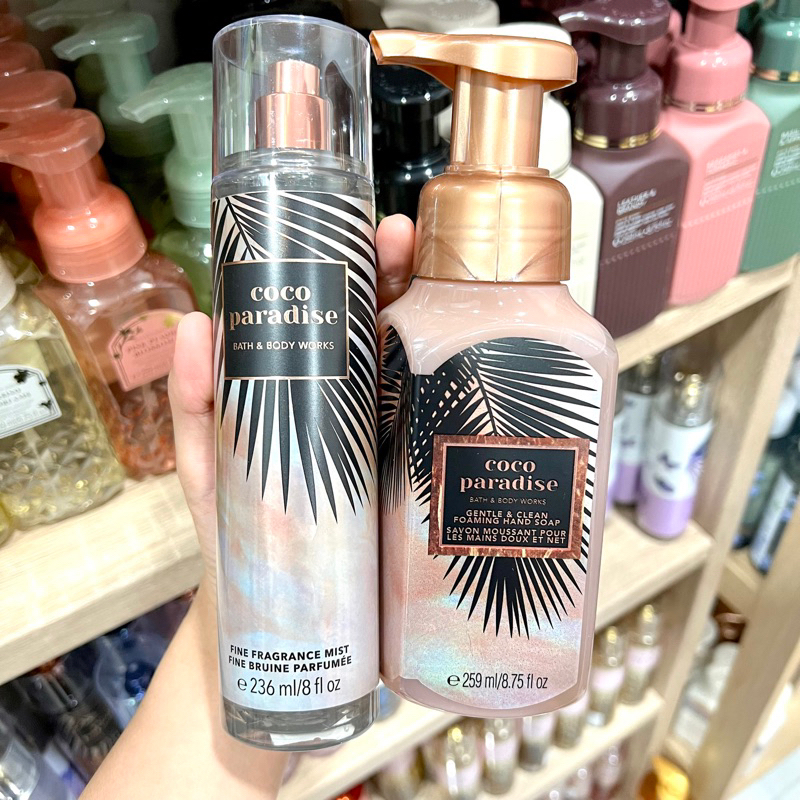 coco
paradise
BATH & BODY WORKS
FINE FRAGRANCE MIST
FINE BRUINE PARFUMÉE
℮ 236 ml/8 fl oz
coco
paradise
BATH & BODY WORKS
GENTLE & CLEAN
FOAMING HAND SOAP
SAVON MOUSSANT POUR
LES MAINS DOUX ET NET
℮ 259 ml/8.75 fl oz